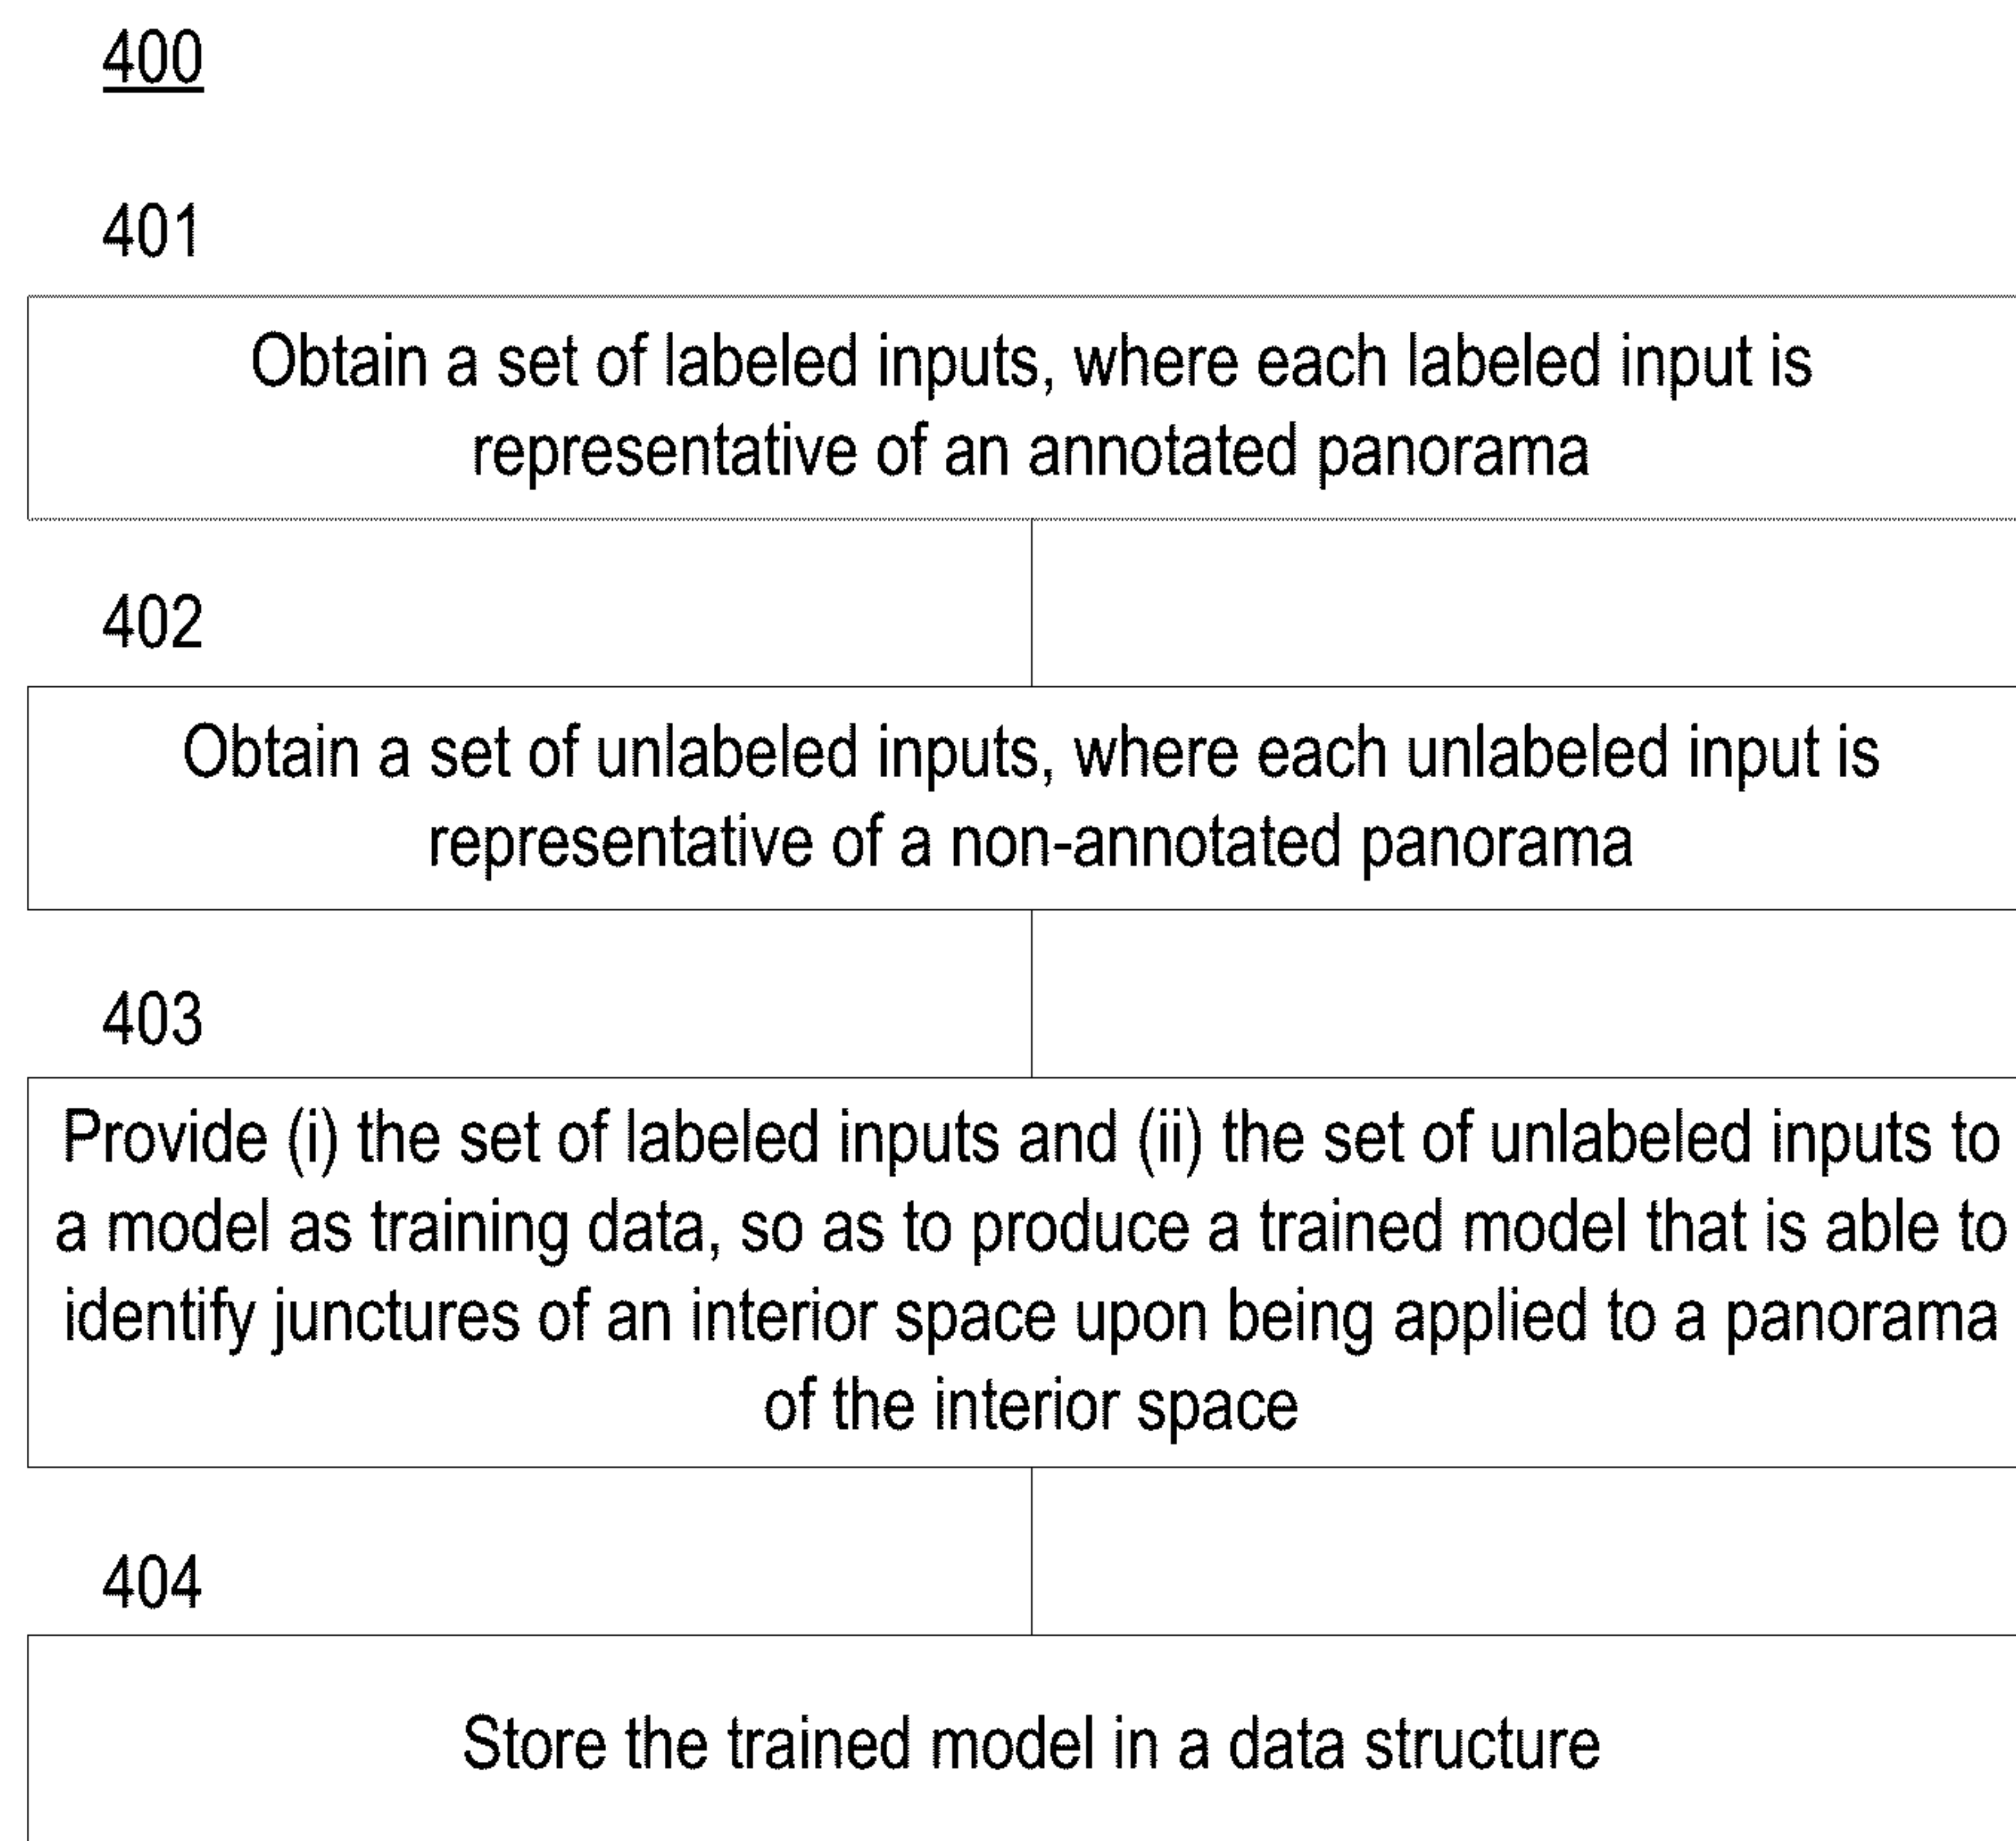 400
401
Obtain a set of labeled inputs, where each labeled input is
representative of an annotated panorama
402
Obtain a set of unlabeled inputs, where each unlabeled input is
representative of a non-annotated panorama
403
Provide (i) the set of labeled inputs and (ii) the set of unlabeled inputs to
a model as training data, so as to produce a trained model that is able to
identify junctures of an interior space upon being applied to a panorama
of the interior space
404
Store the trained model in a data structure